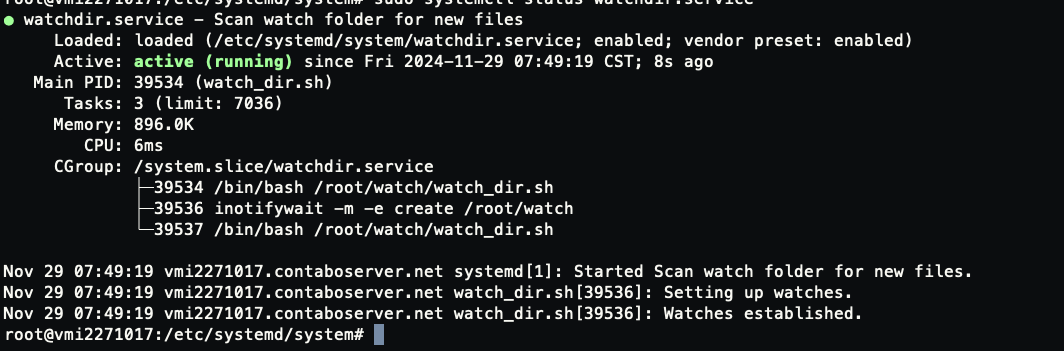 root@vmi2271017:/etc/systemd/system# sudo systemctl status watchdir.service
● watchdir.service - Scan watch folder for new files
Loaded: loaded (/etc/systemd/system/watchdir.service; enabled; vendor preset: enabled)
Active: active (running) since Fri 2024-11-29 07:49:19 CST; 8s ago
Main PID: 39534 (watch_dir.sh)
Tasks: 3 (limit: 7036)
Memory: 896.0K
CPU: 6ms
CGroup: /system.slice/watchdir.service
├─39534 /bin/bash /root/watch/watch_dir.sh
├─39536 inotifywait -m -e create /root/watch
└─39537 /bin/bash /root/watch/watch_dir.sh
Nov 29 07:49:19 vmi2271017.contaboserver.net systemd[1]: Started Scan watch folder for new files.
Nov 29 07:49:19 vmi2271017.contaboserver.net watch_dir.sh[39536]: Setting up watches.
Nov 29 07:49:19 vmi2271017.contaboserver.net watch_dir.sh[39536]: Watches established.
root@vmi2271017:/etc/systemd/system#